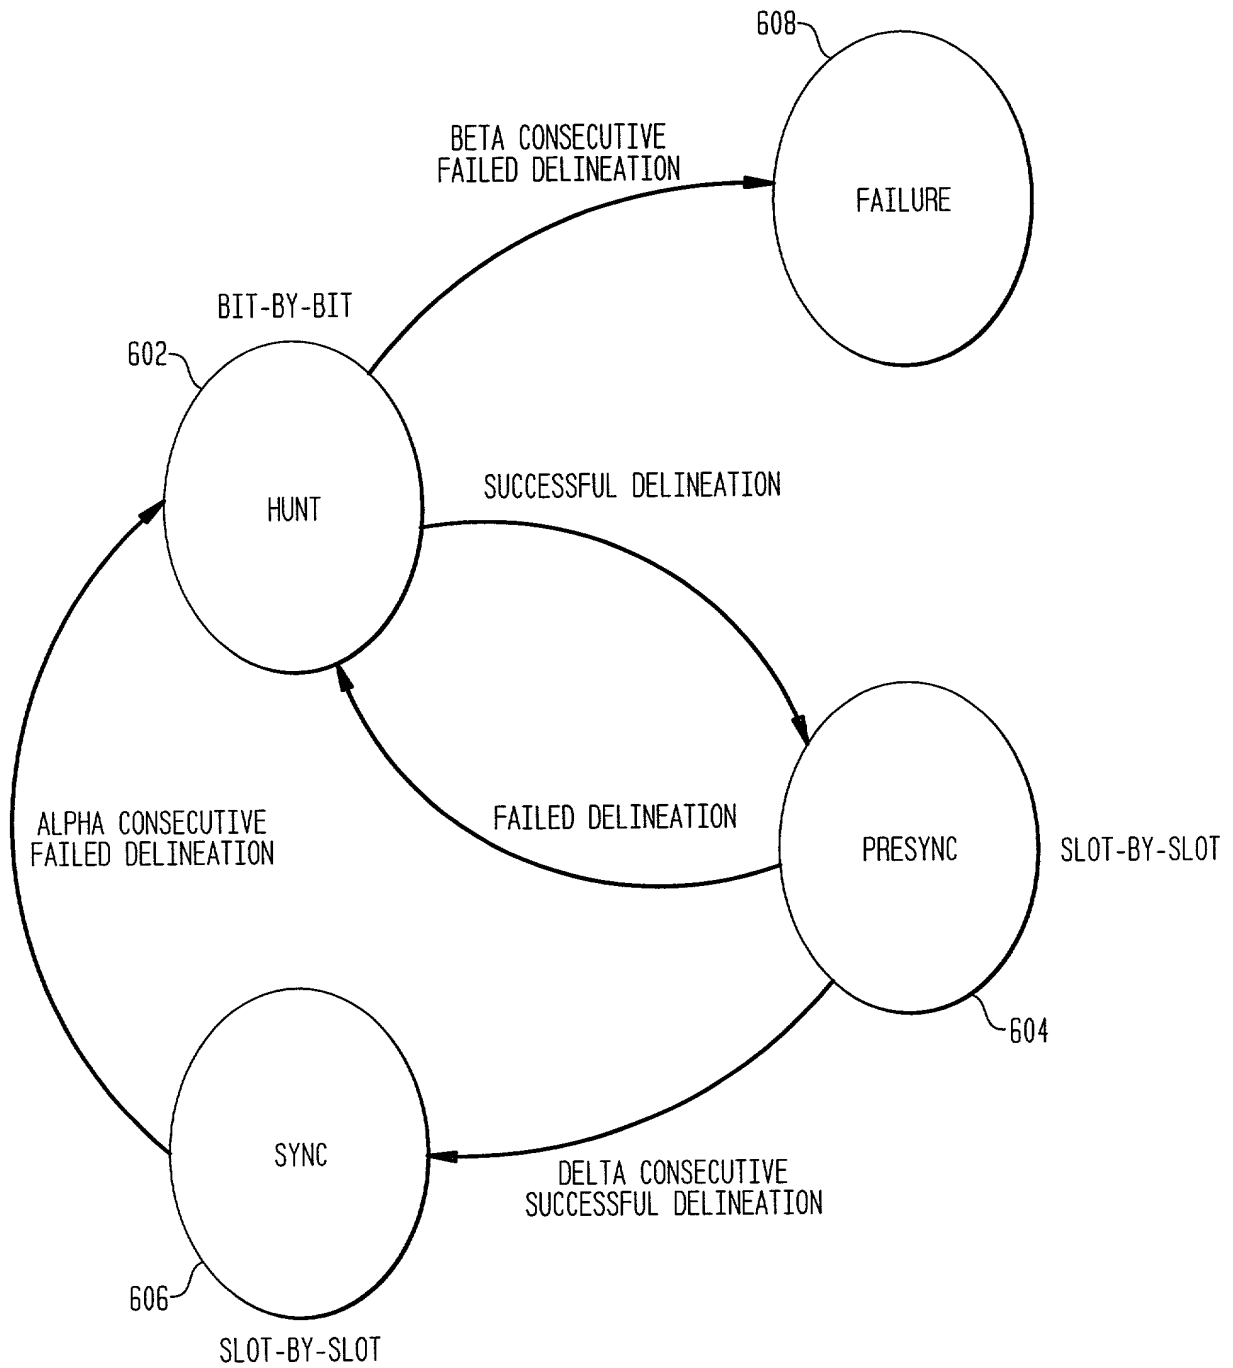 608
BETA CONSECUTIVE
FAILED DELINEATION
FAILURE
BIT-BY-BIT
602
HUNT
SUCCESSFUL DELINEATION
ALPHA CONSECUTIVE
FAILED DELINEATION
FAILED DELINEATION
PRESYNC
SLOT-BY-SLOT
604
SYNC
DELTA CONSECUTIVE
SUCCESSFUL DELINEATION
606
SLOT-BY-SLOT